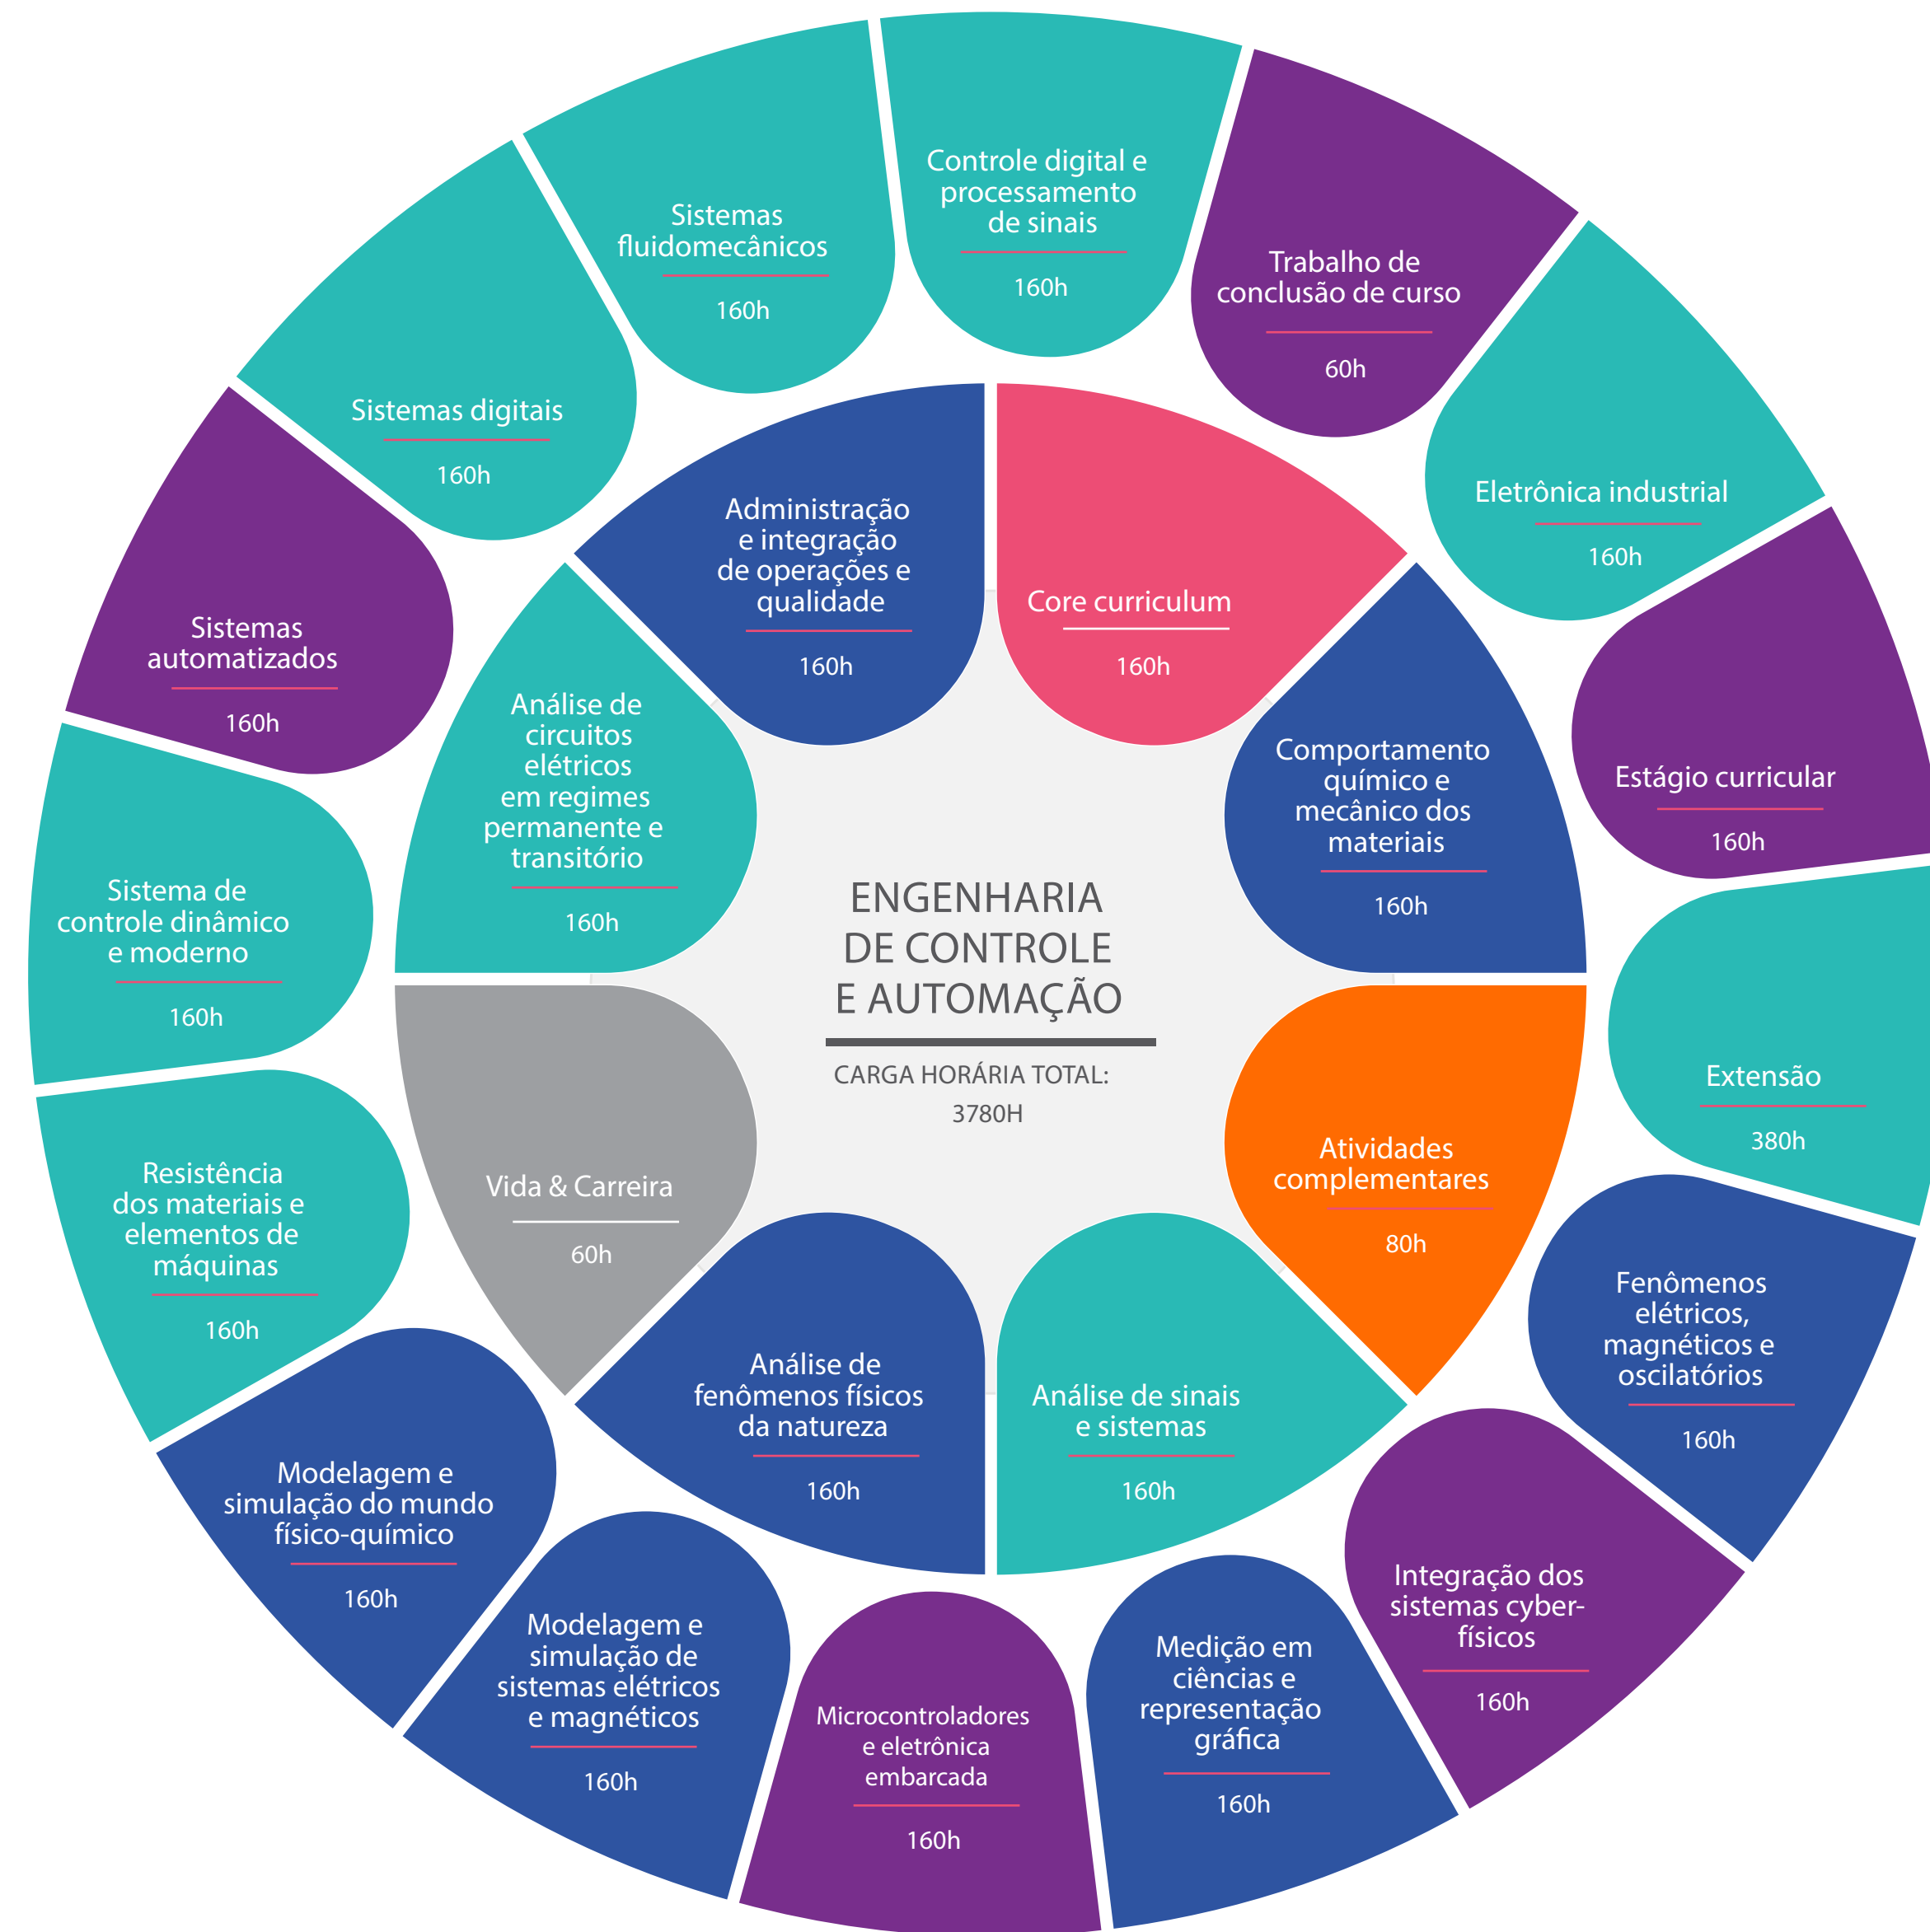 Controle digital e
processamento
de sinais
160h
Trabalho de
conclusão de curso
60h
Eletrônica industrial
160h
Estágio curricular
160h
Extensão
380h
Fenômenos
elétricos,
magnéticos e
oscilatórios
160h
Integração dos
sistemas cyber-
físicos
160h
Medição em
ciências e
representação
gráfica
160h
Microcontroladores
e eletrônica
embarcada
160h
Modelagem e
simulação de
sistemas elétricos
e magnéticos
160h
Modelagem e
simulação do mundo
físico-químico
160h
Resistência
dos materiais e
elementos de
máquinas
160h
Sistema de
controle dinâmico
e moderno
160h
Sistemas
automatizados
160h
Sistemas digitais
160h
Sistemas
fluidomecânicos
160h
Administração
e integração
de operações e
qualidade
160h
Core curriculum
160h
Comportamento
químico e
mecânico dos
materiais
160h
Atividades
complementares
80h
Análise de sinais
e sistemas
160h
Análise de
fenômenos físicos
da natureza
160h
Vida & Carreira
60h
Análise de
circuitos
elétricos
em regimes
permanente e
transitório
160h
ENGENHARIA
DE CONTROLE
E AUTOMAÇÃO
CARGA HORÁRIA TOTAL:
3780H